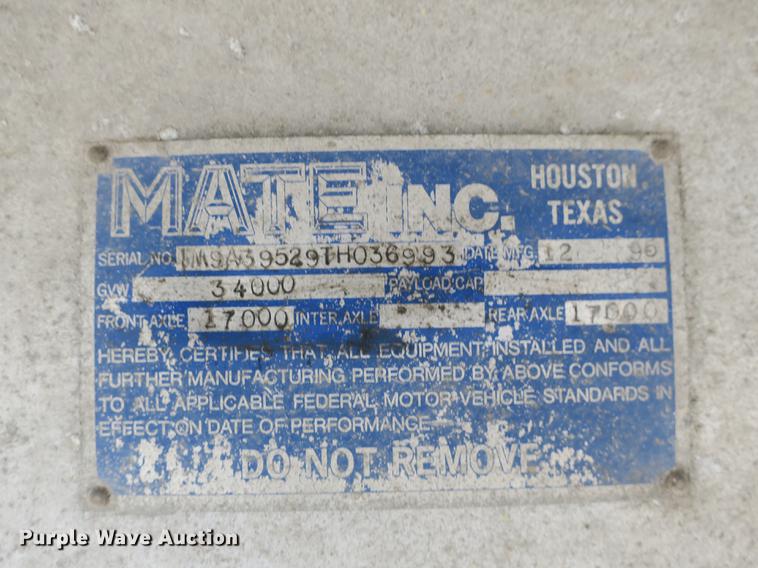 MATE INC.
HOUSTON,
TEXAS
SERIAL NO. 1M9A39529TH036993 DATE MFG. 12 96
GVW 34000 PAYLOAD CAP.
FRONT AXLE 17000 INTER. AXLE REAR AXLE 17000
HEREBY CERTIFIES THAT ALL EQUIPMENT INSTALLED AND ALL
FURTHER MANUFACTURING PERFORMED BY ABOVE CONFORMS
TO ALL APPLICABLE FEDERAL MOTOR VEHICLE STANDARDS IN
EFFECT ON DATE OF PERFORMANCE
DO NOT REMOVE
Purple Wave Auction